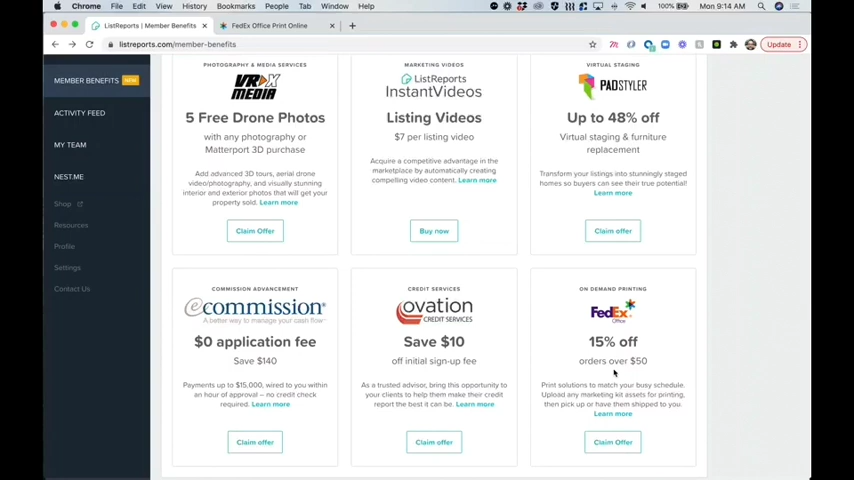 Chrome File Edit View History Bookmarks People Tab Window Help
100% Mon 9:14 AM
ListReports | Member Benefits
FedEx Office Print Online
listreports.com/member-benefits
Update
MEMBER BENEFITS NEW
ACTIVITY FEED
MY TEAM
NEST.ME
Shop
Resources
Profile
Settings
Contact Us
PHOTOGRAPHY & MEDIA SERVICES
VRX
MEDIA
5 Free Drone Photos
with any photography or
Matterport 3D purchase
Add advanced 3D tours, aerial drone
video/photography, and visually stunning
interior and exterior photos that will get your
property sold. Learn more
Claim Offer
MARKETING VIDEOS
ListReports
INSTANTVIDEOS
Listing Videos
$7 per listing video
Acquire a competitive advantage in the
marketplace by automatically creating
compelling video content. Learn more
Buy now
VIRTUAL STAGING
PADSTYLER
Up to 48% off
Virtual staging & furniture
replacement
Transform your listings into stunningly staged
homes so buyers can see their true potential!
Learn more
Claim offer
COMMISSION ADVANCEMENT
ecommission®
A better way to manage your cash flow
$0 application fee
Save $140
Payments up to $15,000, wired to you within
an hour of approval – no credit check
required. Learn more
Claim offer
CREDIT SERVICES
ovation
CREDIT SERVICES
Save $10
off initial sign-up fee
As a trusted advisor, bring this opportunity to
your clients to help them make their credit
report the best it can be. Learn more
Claim offer
ON DEMAND PRINTING
FedEx
Office
15% off
orders over $50
Print solutions to match your busy schedule.
Upload any marketing kit assets for printing,
then pick up or have them shipped to you.
Learn more
Claim Offer